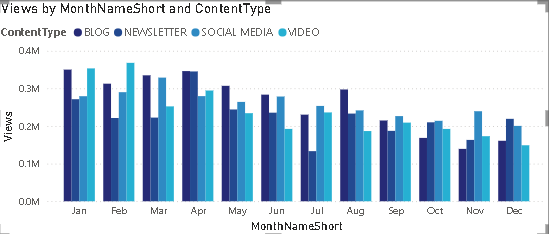 Views by MonthNameShort and ContentType
ContentType BLOG NEWSLETTER SOCIAL MEDIA VIDEO
0.4M
0.3M
0.2M
0.1M
0.0M
Views
Jan Feb Mar Apr May Jun Jul Aug Sep Oct Nov Dec
MonthNameShort